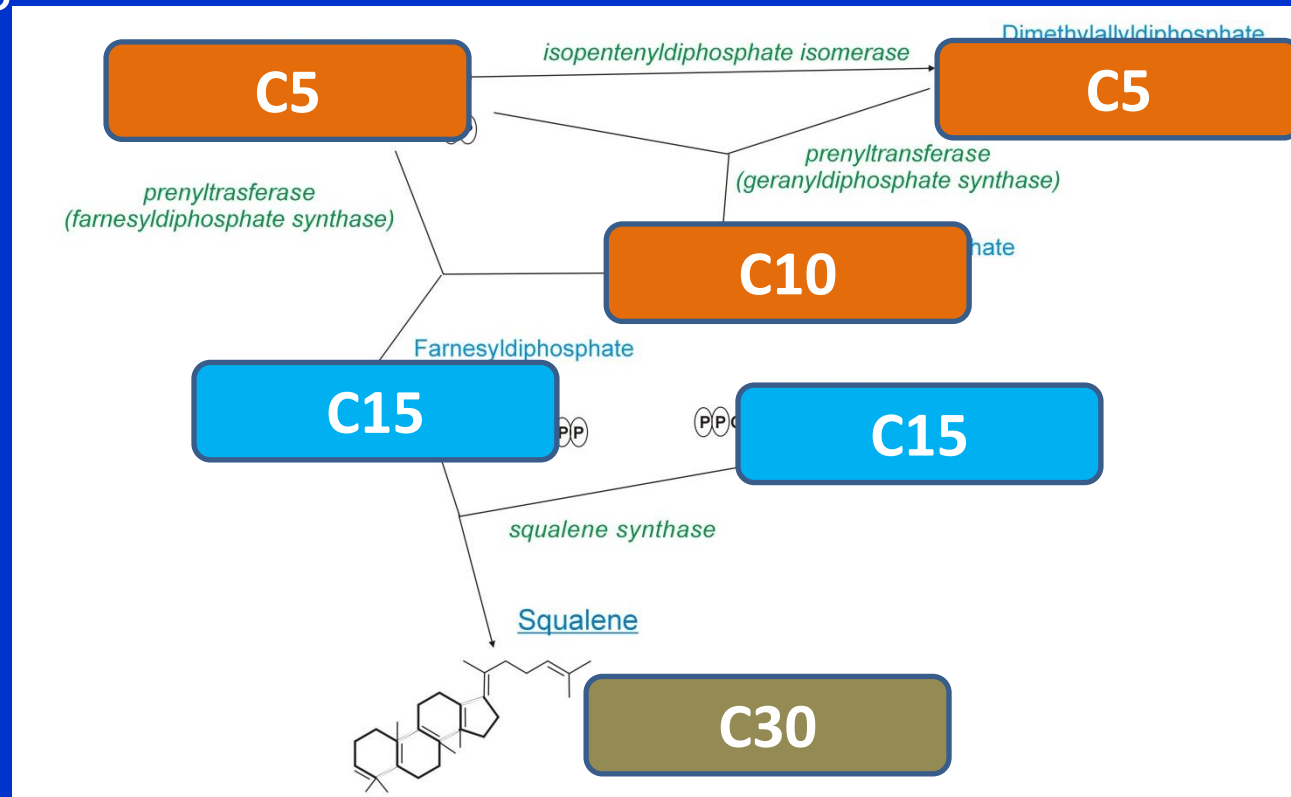 Dimethylallyldiphosphate
isopentenyldiphosphate isomerase
C5
C5
P
prenyltransferase
(geranyldiphosphate synthase)
prenyltrasferase
(farnesyldiphosphate synthase)
hate
C10
Farnesyldiphosphate
C15
PP
PP
C15
squalene synthase
Squalene
C30